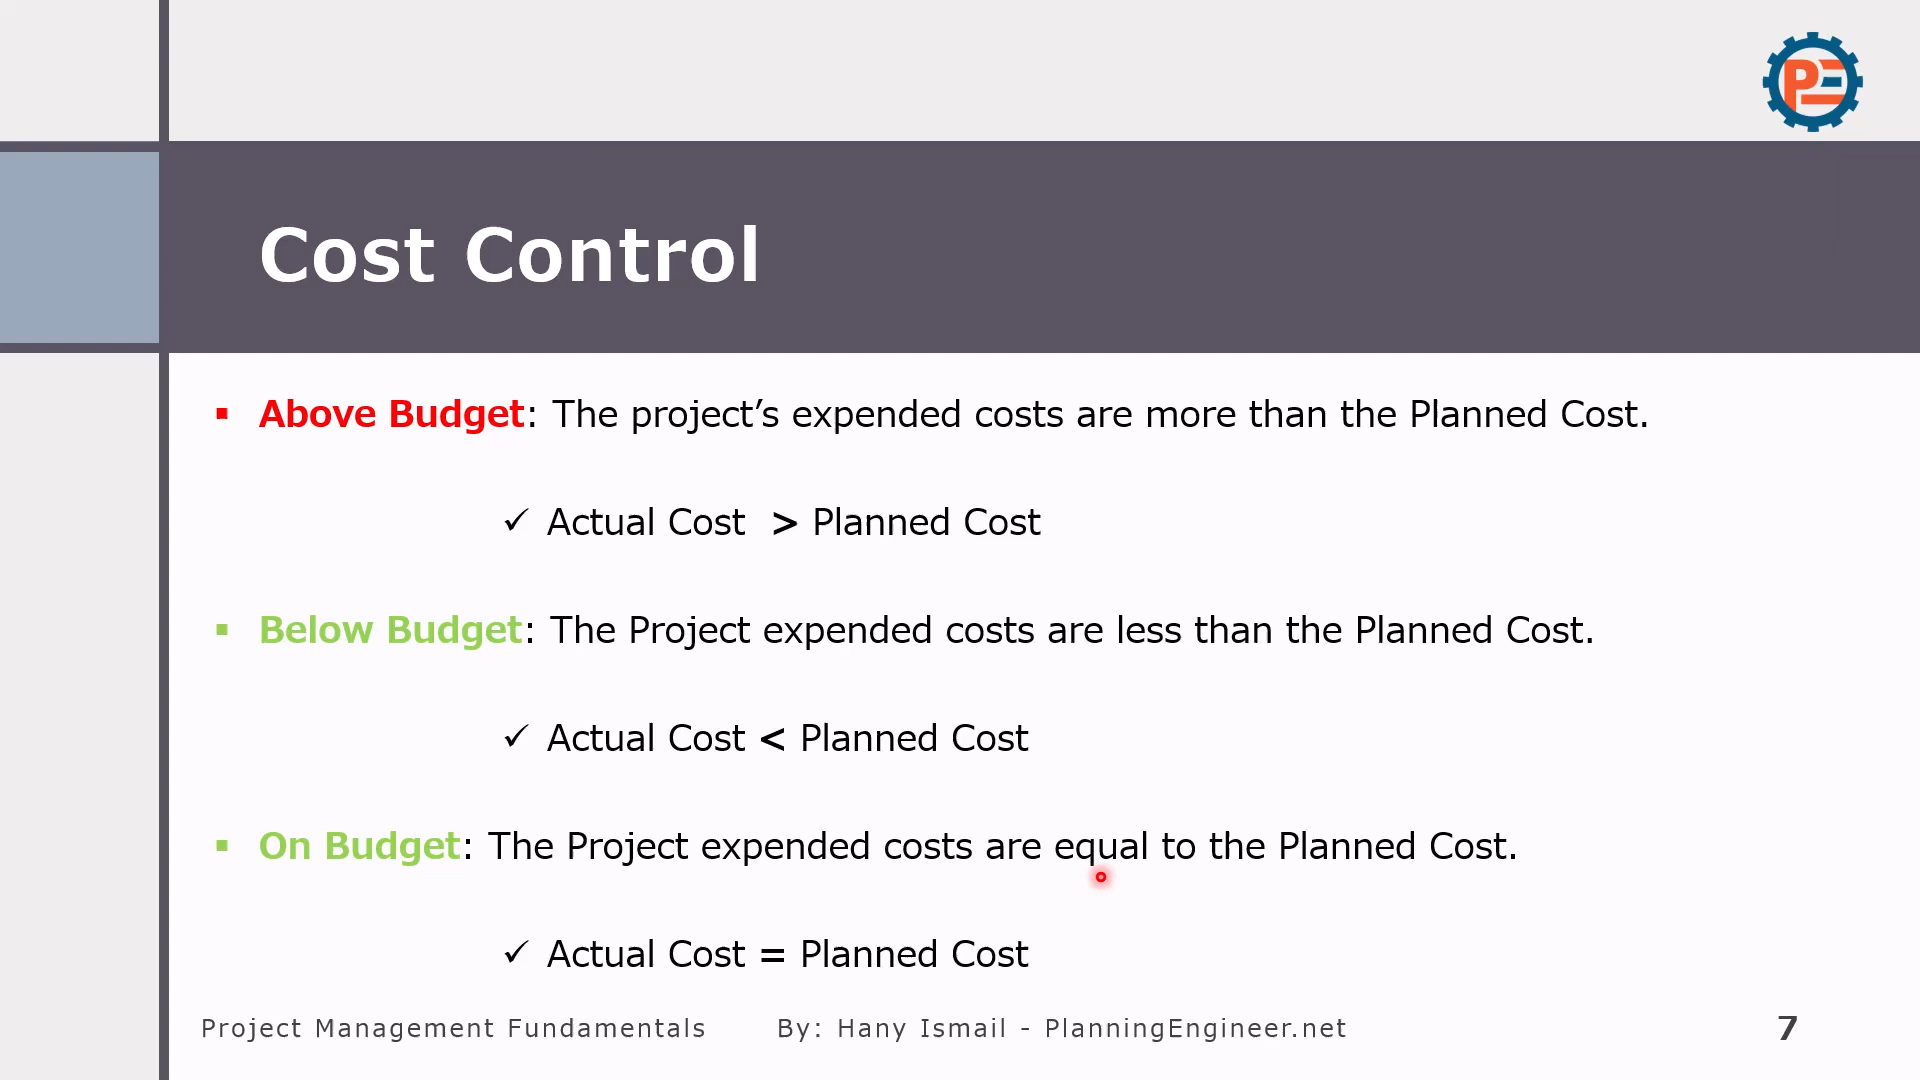 PE
Cost Control
▪ Above Budget: The project’s expended costs are more than the Planned Cost.
✓ Actual Cost > Planned Cost
▪ Below Budget: The Project expended costs are less than the Planned Cost.
✓ Actual Cost < Planned Cost
▪ On Budget: The Project expended costs are equal to the Planned Cost.
✓ Actual Cost = Planned Cost
Project Management Fundamentals By: Hany Ismail - PlanningEngineer.net 7